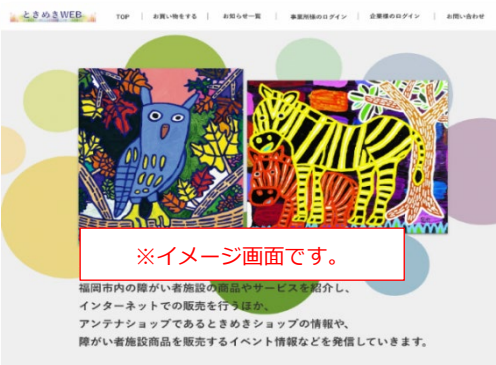 ときめきWEB
TOP | お買い物をする | お知らせ一覧 | 事業所様のログイン | 企業様のログイン | お問い合わせ
※イメージ画面です。
福岡市内の障がい者施設の商品やサービスを紹介し、
インターネットでの販売を行うほか、
アンテナショップであるときめきショップの情報や、
障がい者施設商品を販売するイベント情報などを発信していきます。